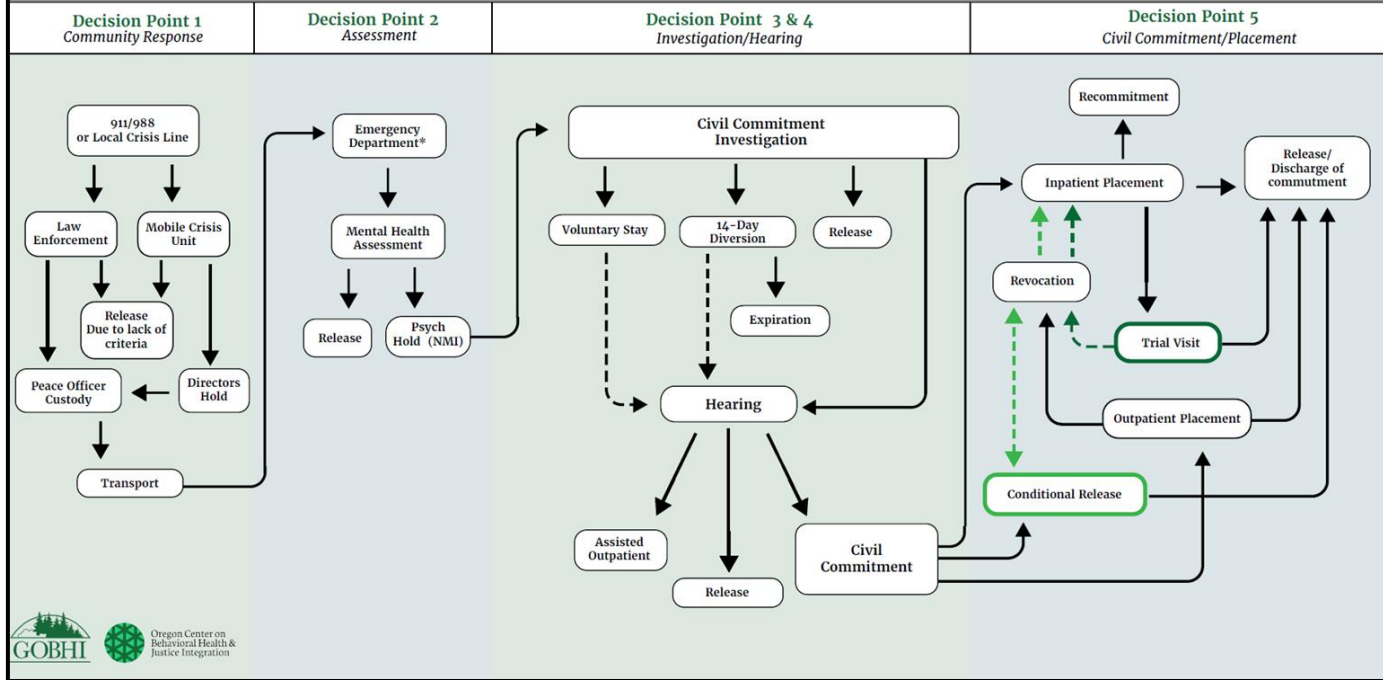 Decision Point 1
Community Response
Decision Point 2
Assessment
Decision Point 3 & 4
Investigation/Hearing
Decision Point 5
Civil Commitment/Placement
911/988
or Local Crisis Line
Law
Enforcement
Mobile Crisis
Unit
Release
Due to lack of
criteria
Peace Officer
Custody
Directors
Hold
Transport
Emergency
Department*
Mental Health
Assessment
Release
Psych
Hold (NMI)
Civil Commitment
Investigation
Voluntary Stay
14-Day
Diversion
Release
Expiration
Hearing
Assisted
Outpatient
Release
Civil
Commitment
Recommitment
Inpatient Placement
Release/
Discharge of
commutment
Revocation
Trial Visit
Outpatient Placement
Conditional Release
GOBHI
Oregon Center on
Behavioral Health &
Justice Integration